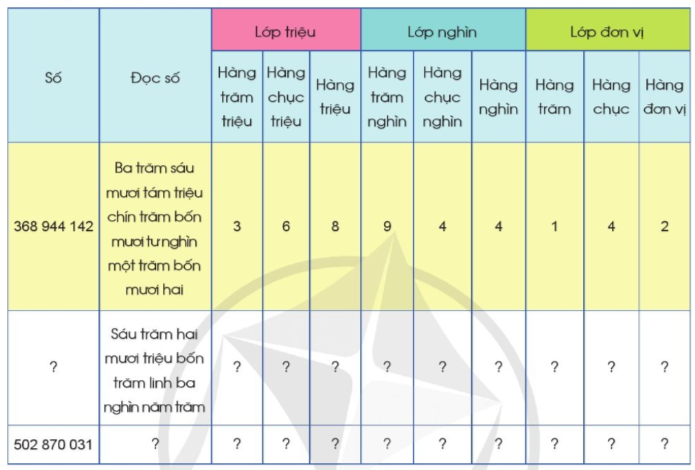 Lớp triệu Lớp nghìn Lớp đơn vị
Số Đọc số Hàng trăm triệu Hàng chục triệu Hàng triệu Hàng trăm nghìn Hàng chục nghìn Hàng nghìn Hàng trăm Hàng chục Hàng đơn vị
368 944 142
Ba trăm sáu
mươi tám triệu
chín trăm bốn
mươi tư nghìn
một trăm bốn
mươi hai
3 6 8 9 4 4 1 4 2
?
Sáu trăm hai
mươi triệu bốn
trăm linh ba
nghìn năm trăm
? ? ? ? ? ? ? ? ?
502 870 031 ? ? ? ? ? ? ? ? ? ?